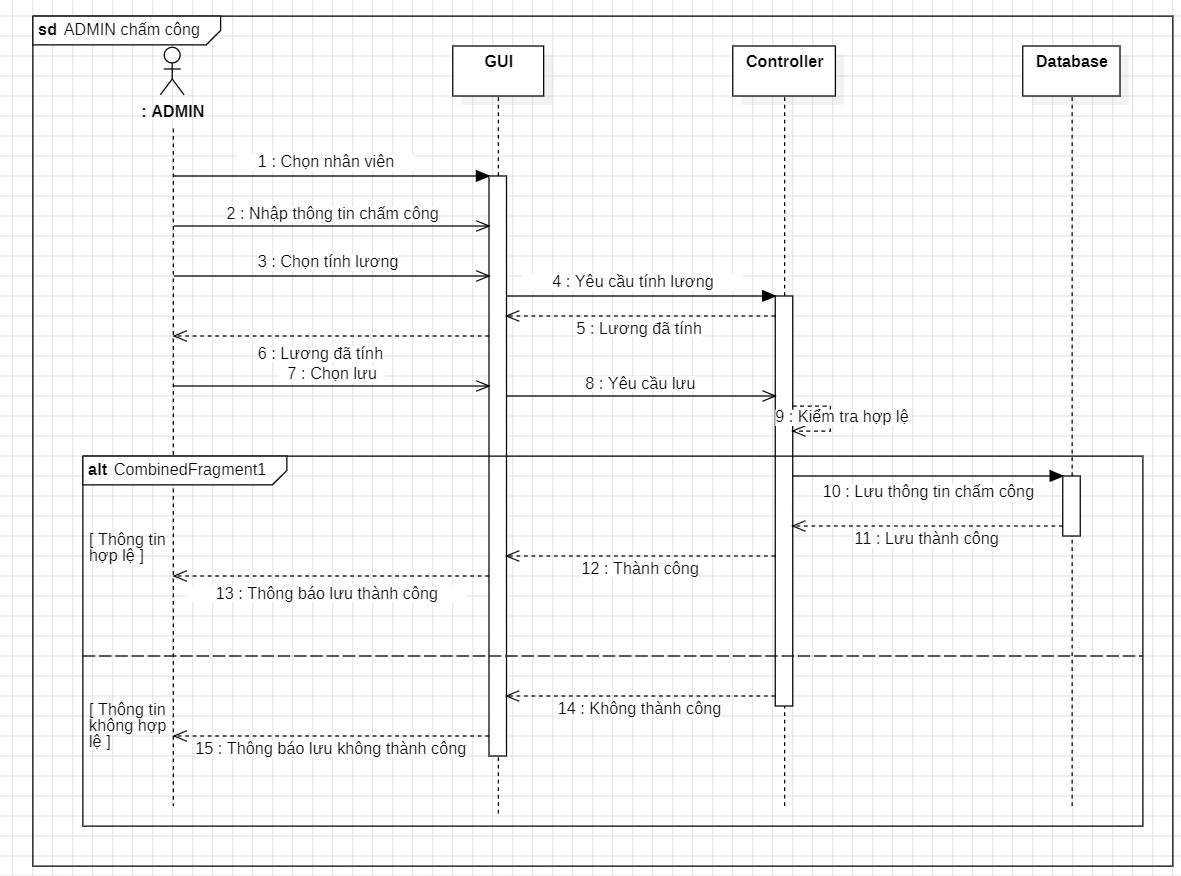 sd ADMIN chấm công
GUI
Controller
Database
: ADMIN
1 : Chọn nhân viên
2 : Nhập thông tin chấm công
3 : Chọn tính lương
4 : Yêu cầu tính lương
5 : Lương đã tính
6 : Lương đã tính
7 : Chọn lưu
8 : Yêu cầu lưu
9 : Kiểm tra hợp lệ
alt CombinedFragment1
10 : Lưu thông tin chấm công
[ Thông tin
hợp lệ ]
11 : Lưu thành công
12 : Thành công
13 : Thông báo lưu thành công
[ Thông tin
không hợp
lệ ]
14 : Không thành công
15 : Thông báo lưu không thành công